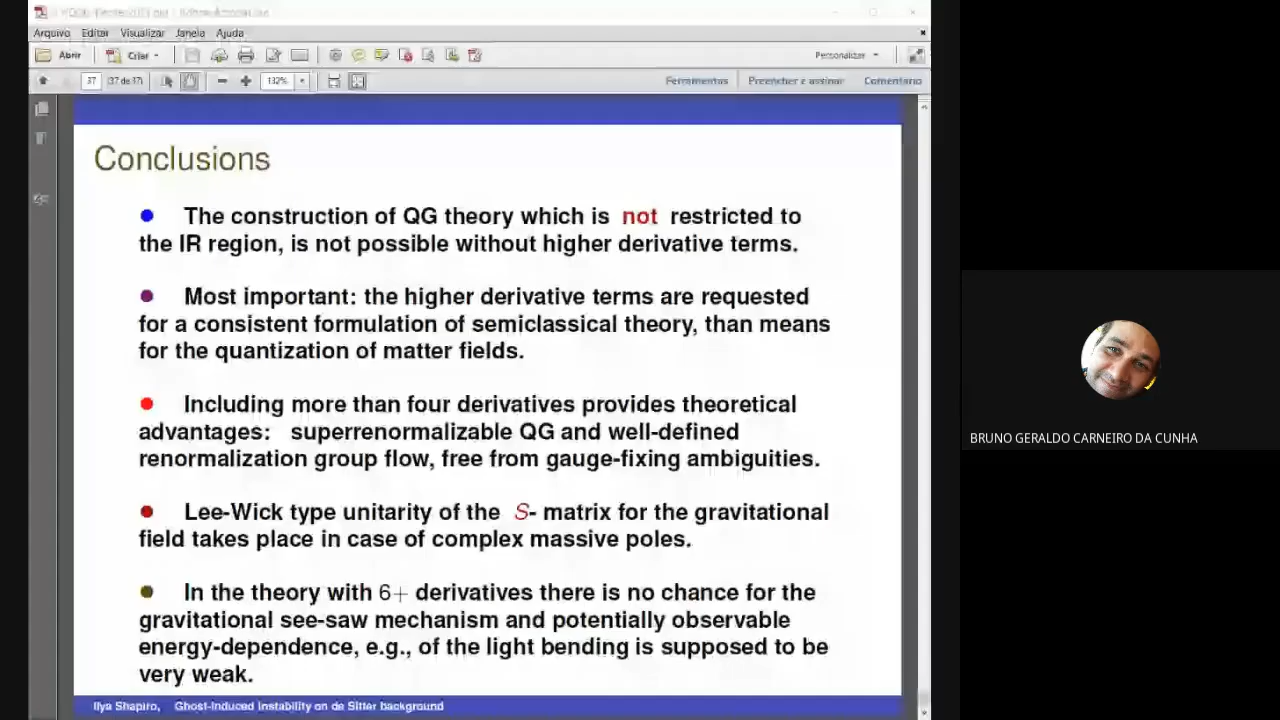 Arquivo Editar Visualizar Janela Ajuda
Abrir Criar Personalizar
37 (37 de 37) 132% Ferramentas Preencher e assinar Comentário
Conclusions
The construction of QG theory which is not restricted to
the IR region, is not possible without higher derivative terms.
Most important: the higher derivative terms are requested
for a consistent formulation of semiclassical theory, than means
for the quantization of matter fields.
Including more than four derivatives provides theoretical
advantages: superrenormalizable QG and well-defined
renormalization group flow, free from gauge-fixing ambiguities.
Lee-Wick type unitarity of the S- matrix for the gravitational
field takes place in case of complex massive poles.
In the theory with 6+ derivatives there is no chance for the
gravitational see-saw mechanism and potentially observable
energy-dependence, e.g., of the light bending is supposed to be
very weak.
Ilya Shapiro, Ghost-induced instability on de Sitter background
BRUNO GERALDO CARNEIRO DA CUNHA